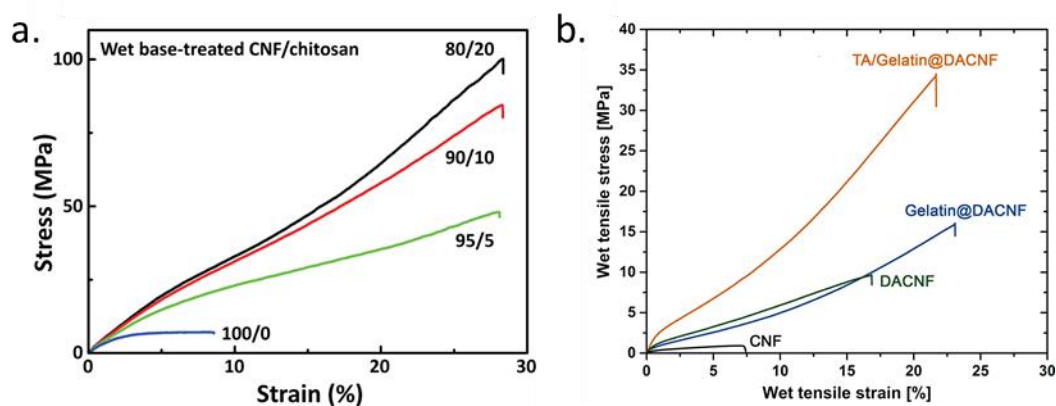 a.
Wet base-treated CNF/chitosan
80/20
90/10
95/5
100/0
Stress (MPa)
100
50
0
0
10
20
30
Strain (%)
b.
TA/Gelatin@DACNF
Gelatin@DACNF
DACNF
CNF
Wet tensile stress [MPa]
40
35
30
25
20
15
10
5
0
0
5
10
15
20
25
30
Wet tensile strain [%]